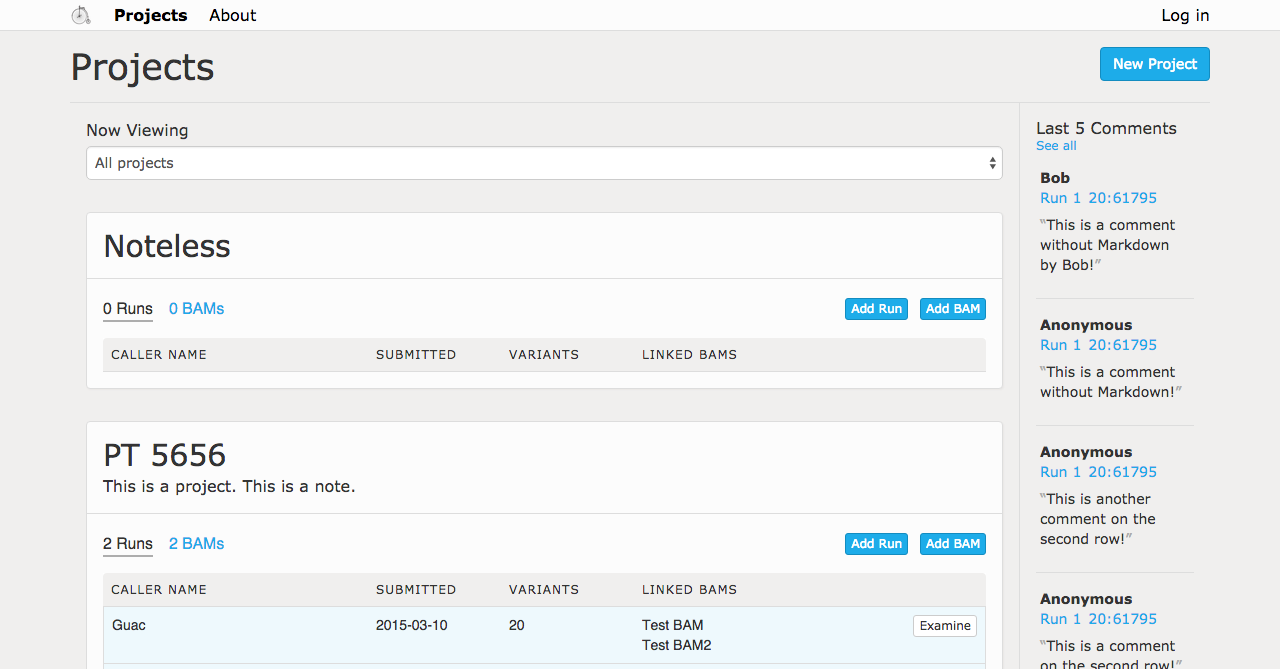 Projects About Log in
Projects
New Project
Now Viewing
All projects
Noteless
0 Runs 0 BAMs Add Run Add BAM
CALLER NAME SUBMITTED VARIANTS LINKED BAMS
PT 5656
This is a project. This is a note.
2 Runs 2 BAMs Add Run Add BAM
CALLER NAME SUBMITTED VARIANTS LINKED BAMS
Guac 2015-03-10 20 Test BAM Examine
Test BAM2
Last 5 Comments
See all
Bob
Run 1 20:61795
"This is a comment
without Markdown
by Bob!"
Anonymous
Run 1 20:61795
"This is a comment
without Markdown!"
Anonymous
Run 1 20:61795
"This is another
comment on the
second row!"
Anonymous
Run 1 20:61795
"This is a comment
on the second row!"